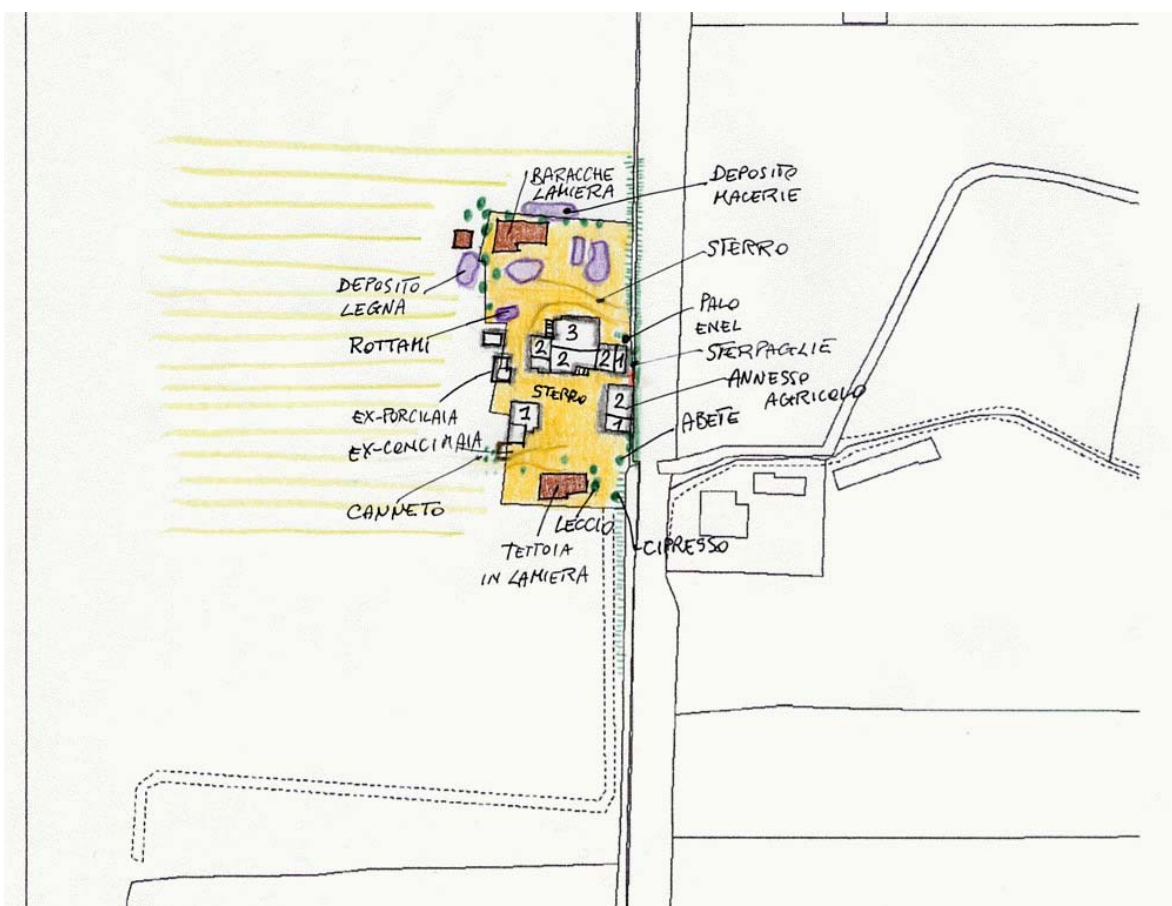 BARACCHE
LAMIERA
DEPOSITO
MACERIE
STERRO
DEPOSITO
LEGNA
PALO
ENEL
ROTTAMI
3
2 2 2 1
STERPAGLIE
ANNESSO
AGRICOLO
STERRO
2
EX-PORCILAIA
1
1
ABETE
EX-CONCIMAIA
CANNETO
LECCIO
CIPRESSO
TETTOIA
IN LAMIERA